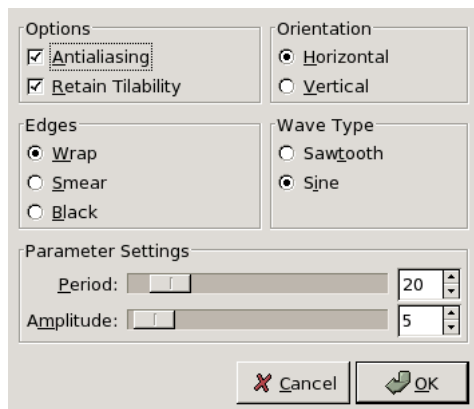 Options
Antialiasing
Retain Tilability
Orientation
Horizontal
Vertical
Edges
Wrap
Smear
Black
Wave Type
Sawtooth
Sine
Parameter Settings
Period: 20
Amplitude: 5
Cancel OK